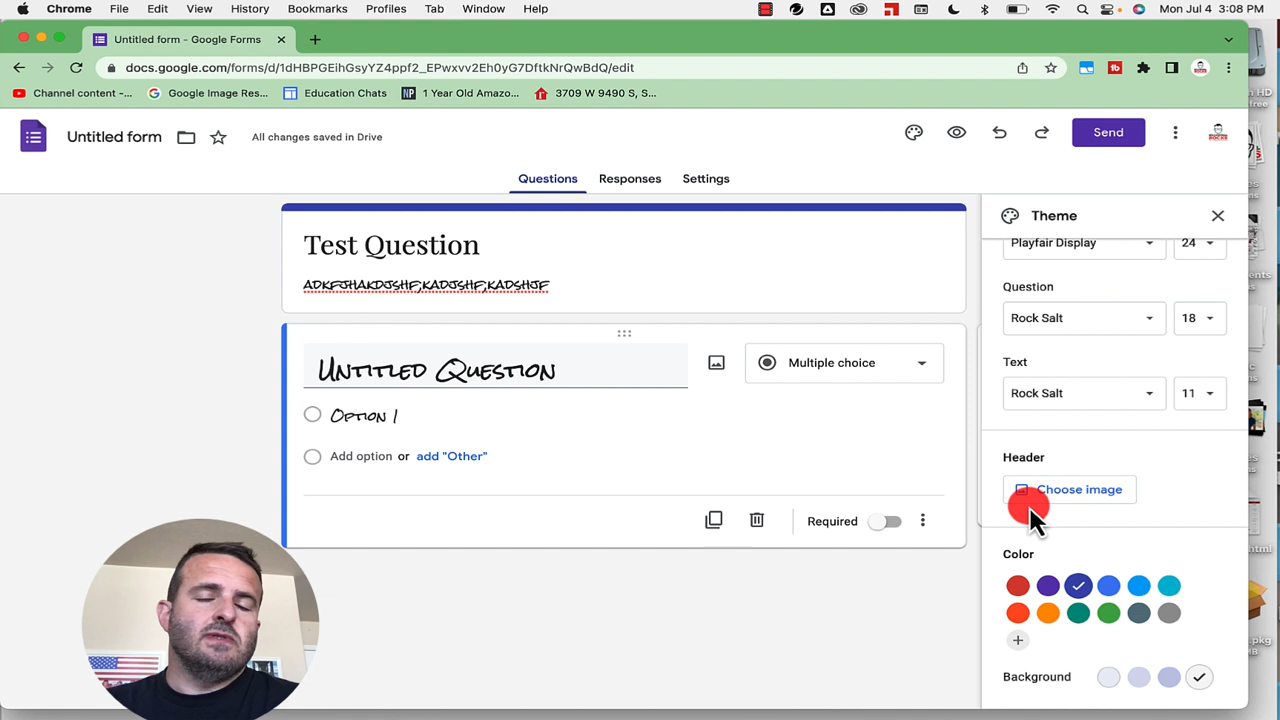 Chrome File Edit View History Bookmarks Profiles Tab Window Help Mon Jul 4 3:08 PM
Untitled form - Google Forms
docs.google.com/forms/d/1dHBPGEihGsyYZ4ppf2_EPwxvv2Eh0yG7DftkNrQwBdQ/edit
Channel content -... Google Image Res... Education Chats NP 1 Year Old Amazo... 3709 W 9490 S, S...
Untitled form All changes saved in Drive Send
Questions Responses Settings
Theme
Test Question
Playfair Display 24
ADKFJHAKDJSHF;KADJSHF;KADSHJF
Question
Rock Salt 18
Untitled Question
Multiple choice
Text
Option 1
Rock Salt 11
Add option or add "Other"
Header
Choose image
Required
Color
Background